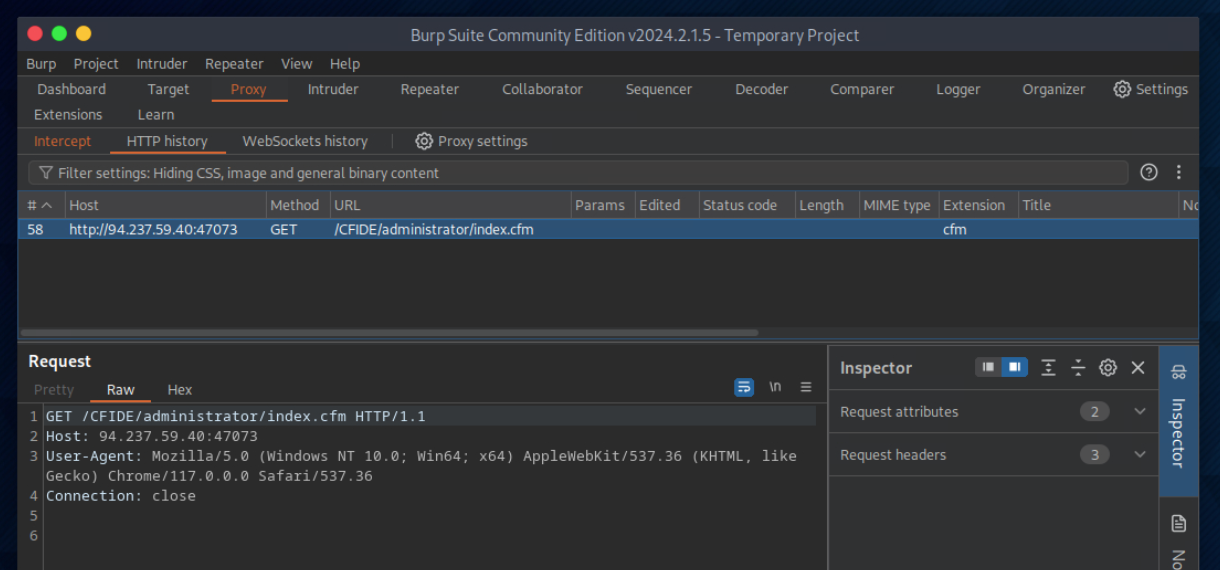 Burp Suite Community Edition v2024.2.1.5 - Temporary Project
Burp Project Intruder Repeater View Help
Dashboard Target Proxy Intruder Repeater Collaborator Sequencer Decoder Comparer Logger Organizer Settings
Extensions Learn
Intercept HTTP history WebSockets history Proxy settings
Filter settings: Hiding CSS, image and general binary content
# Host Method URL Params Edited Status code Length MIME type Extension Title No
58 http://94.237.59.40:47073 GET /CFIDE/administrator/index.cfm cfm
Request
Pretty Raw Hex \n
1 GET /CFIDE/administrator/index.cfm HTTP/1.1
2 Host: 94.237.59.40:47073
3 User-Agent: Mozilla/5.0 (Windows NT 10.0; Win64; x64) AppleWebKit/537.36 (KHTML, like
Gecko) Chrome/117.0.0.0 Safari/537.36
4 Connection: close
5
6
Inspector
Request attributes 2
Request headers 3
Inspector
No